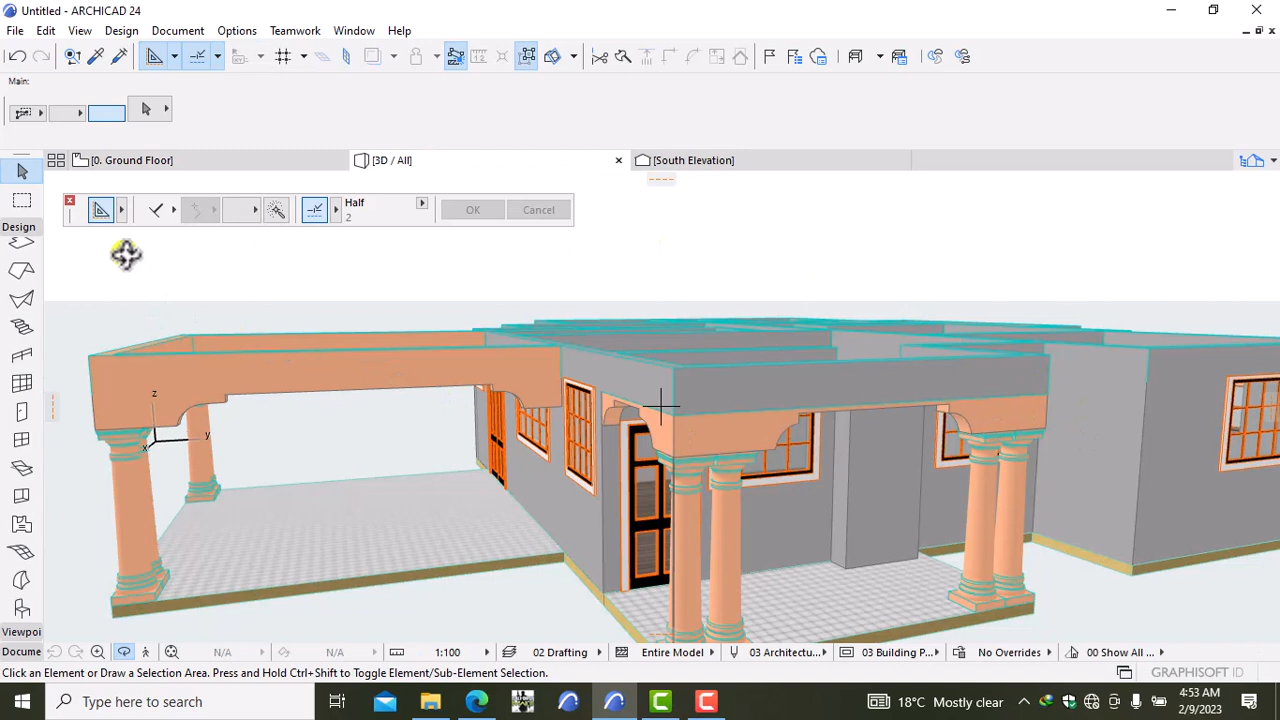 Untitled - ARCHICAD 24
File Edit View Design Document Options Teamwork Window Help
Main:
[0. Ground Floor] [3D / All] [South Elevation]
Half
2
OK Cancel
Design
z
y
x
Viewpoi
Docume N/A N/A 1:100 02 Drafting Entire Model 03 Architectu... 03 Building P... No Overrides 00 Show All ...
Click an Element or Draw a Selection Area. Press and Hold Ctrl+Shift to Toggle Element/Sub-Element Selection.
GRAPHISOFT ID
Type here to search
18°C Mostly clear
4:53 AM
2/9/2023